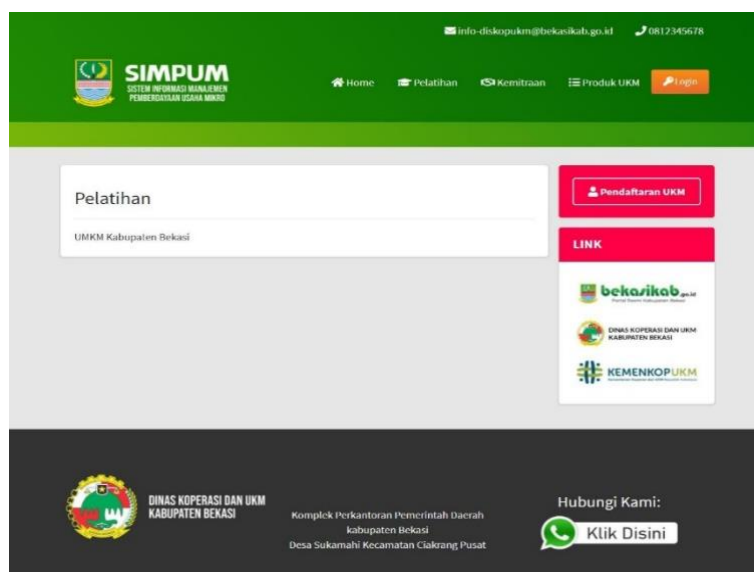 info-diskopukm@bekasikab.go.id 0812345678
SIMPUM
SISTEM INFORMASI MANAJEMEN
PEMBERDAYAAN USAHA MIKRO
Home Pelatihan Kemitraan Produk UKM Login
Pelatihan
UMKM Kabupaten Bekasi
Pendaftaran UKM
LINK
bekasikab.go.id
DINAS KOPERASI DAN UKM
KABUPATEN BEKASI
KEMENKOPUKM
DINAS KOPERASI DAN UKM
KABUPATEN BEKASI
Komplek Perkantoran Pemerintah Daerah
kabupaten Bekasi
Desa Sukamahi Kecamatan Ciakrang Pusat
Hubungi Kami:
Klik Disini